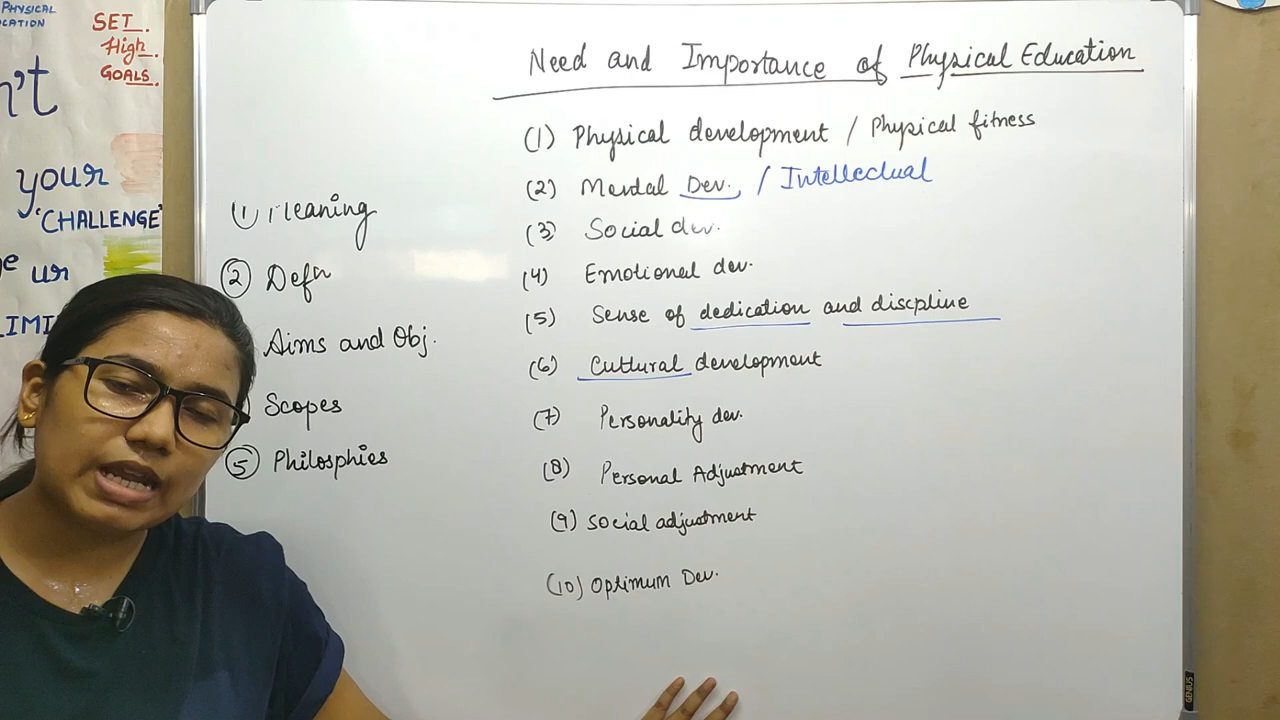 PHYSICAL
CATION
SET
High
GOALS.
n't
your
'CHALLENGE'
e ur
LIMI
Need and Importance of Physical Education
(1) Physical development / Physical fitness
(2) Mental Dev. / Intellectual
(3) Social dev.
(4) Emotional dev.
(5) Sense of dedication and discpline
(6) Cultural development
(7) Personality dev.
(8) Personal Adjustment
(9) Social adjustment
(10) Optimum Dev.
(1) Meaning
(2) Defn
Aims and Obj.
Scopes
(5) Philosphies
GENIUS